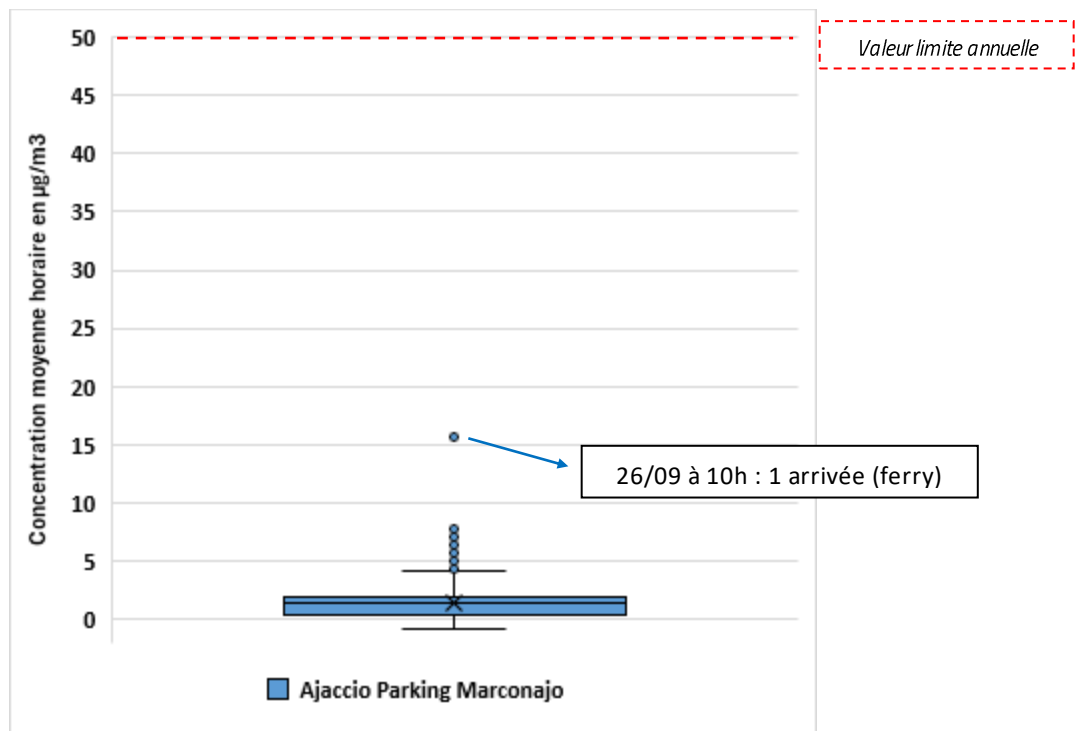 50
Valeur limite annuelle
45
40
35
30
25
20
15
10
5
0
Concentration moyenne horaire en µg/m3
26/09 à 10h : 1 arrivée (ferry)
Ajaccio Parking Marconajo